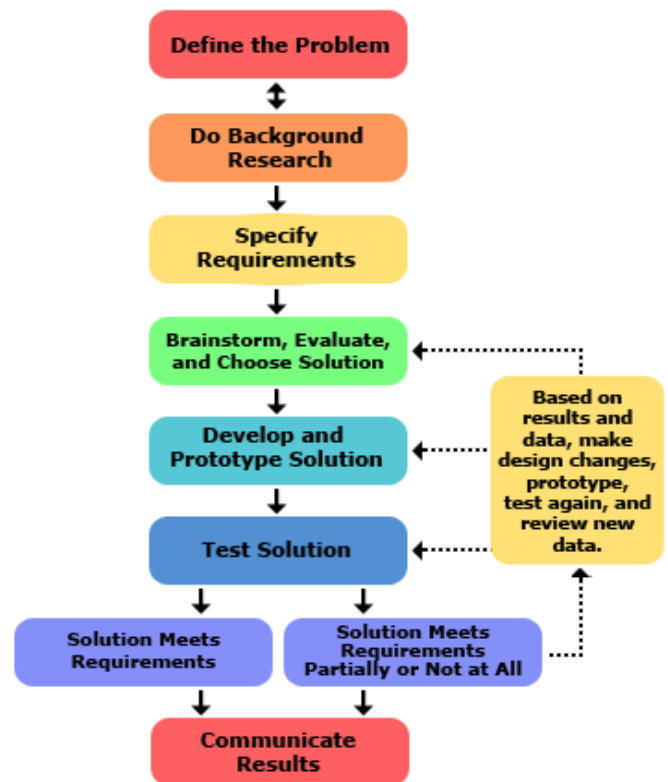 Define the Problem
Do Background
Research
Specify
Requirements
Brainstorm, Evaluate,
and Choose Solution
Develop and
Prototype Solution
Test Solution
Based on
results and
data, make
design changes,
prototype,
test again, and
review new
data.
Solution Meets
Requirements
Solution Meets
Requirements
Partially or Not at All
Communicate
Results